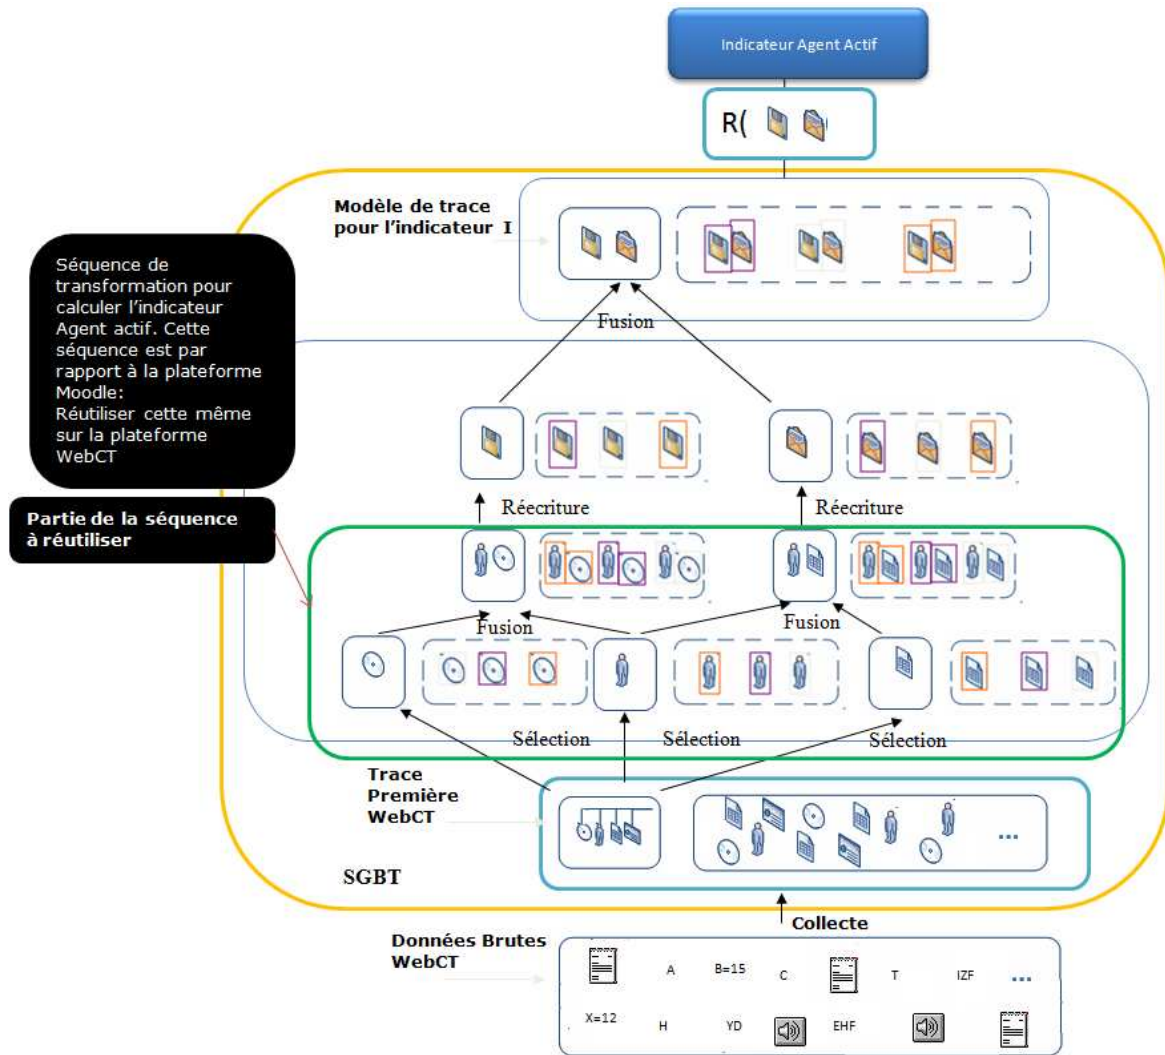 Indicateur Agent Actif
R(
Modèle de trace
pour l'indicateur I
Séquence de
transformation pour
calculer l'indicateur
Agent actif. Cette
séquence est par
rapport à la plateforme
Moodle:
Réutiliser cette même
sur la plateforme
WebCT
Fusion
Réecriture
Réecriture
Partie de la séquence
à réutiliser
Fusion
Fusion
Sélection
Sélection
Sélection
Trace
Première
WebCT
...
SGBT
Collecte
Données Brutes
WebCT
A
B=15
C
T
IZF
...
X=12
H
YD
EHF